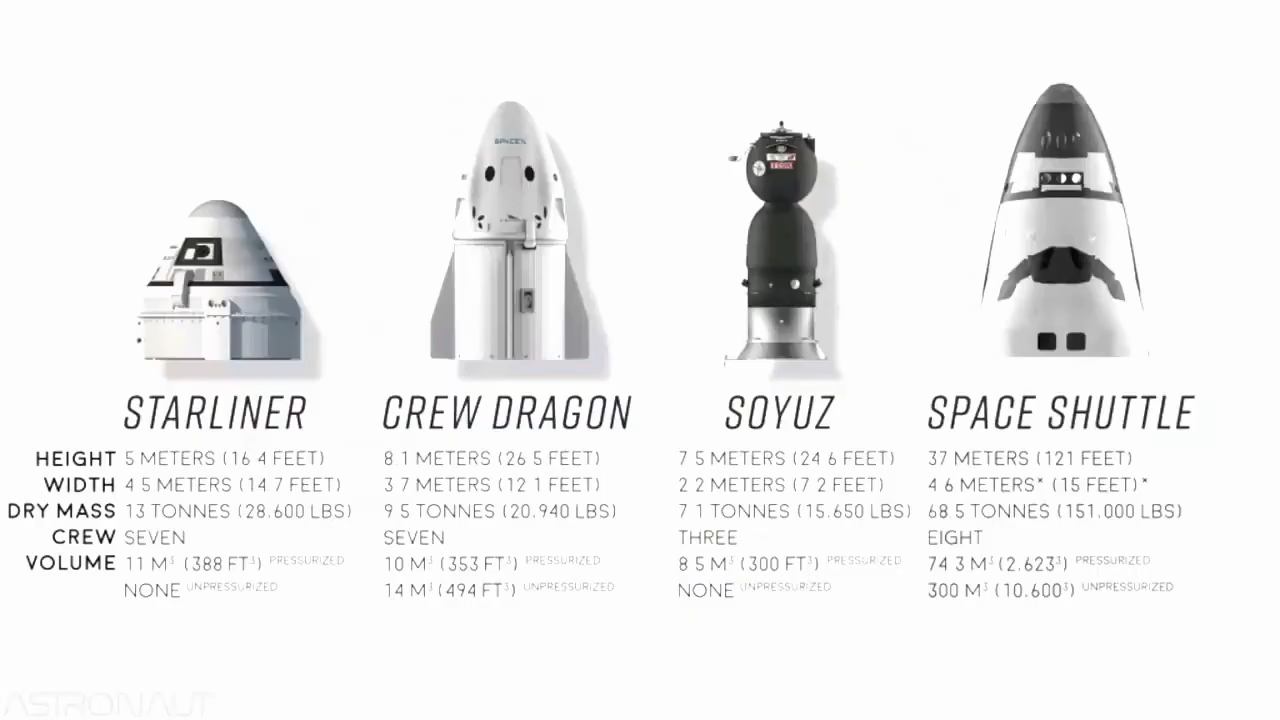 SPACEX
STARLINER CREW DRAGON SOYUZ SPACE SHUTTLE
HEIGHT 5 METERS (16 4 FEET) 8.1 METERS (26 5 FEET) 7 5 METERS (24 6 FEET) 37 METERS (121 FEET)
WIDTH 4 5 METERS (14 7 FEET) 3 7 METERS (12 1 FEET) 2 2 METERS (7 2 FEET) 4 6 METERS* (15 FEET)*
DRY MASS 13 TONNES (28.600 LBS) 9 5 TONNES (20.940 LBS) 7 1 TONNES (15.650 LBS) 68 5 TONNES (151.000 LBS)
CREW SEVEN SEVEN THREE EIGHT
VOLUME 11 M³ (388 FT³) PRESSURIZED 10 M³ (353 FT³) PRESSURIZED 8 5 M³ (300 FT³) PRESSURIZED 74 3 M³ (2.623³) PRESSURIZED
NONE UNPRESSURIZED 14 M³ (494 FT³) UNPRESSURIZED NONE UNPRESSURIZED 300 M³ (10.600³) UNPRESSURIZED
ASTRONAUT